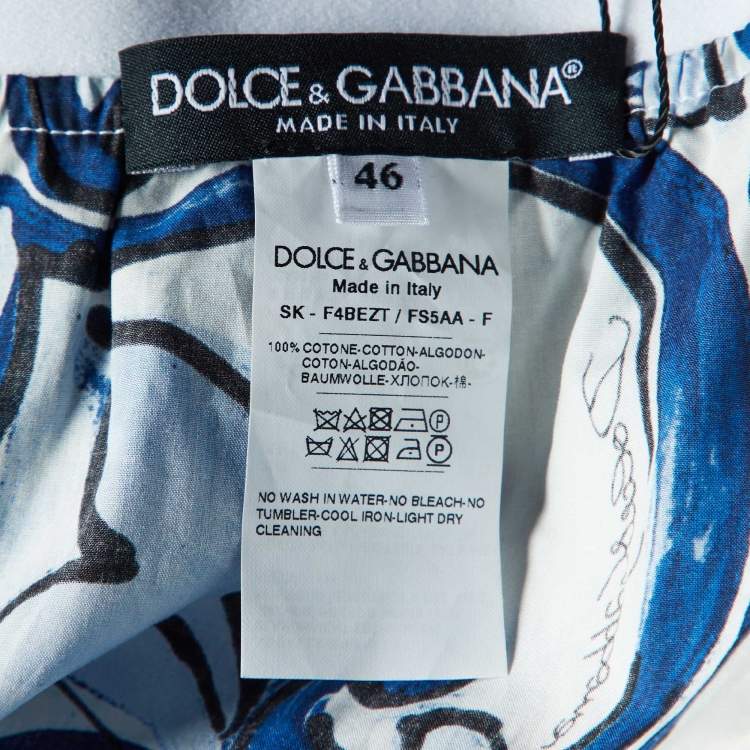 DOLCE & GABBANA®
MADE IN ITALY
46
DOLCE & GABBANA
Made in Italy
SK - F4BEZT / FS5AA - F
100% COTONE-COTTON-ALGODON-
COTON-ALGODÃO-
BAUMWOLLE-ХЛОПОК-棉-
P
P
NO WASH IN WATER-NO BLEACH-NO
TUMBLER-COOL IRON-LIGHT DRY
CLEANING